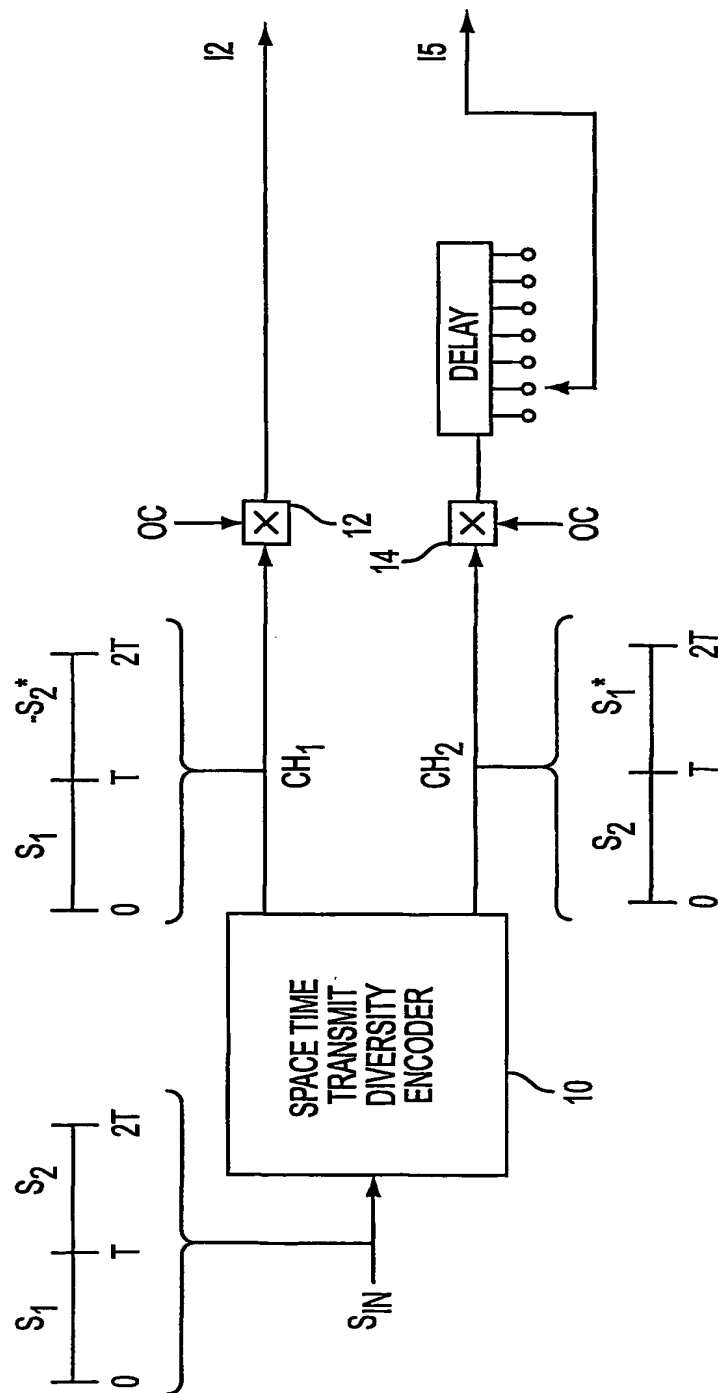 S1 S2
0 T 2T
SIN
SPACE TIME
TRANSMIT
DIVERSITY
ENCODER
10
S1 -S2*
0 T 2T
CH1
CH2
S2 S1*
0 T 2T
OC
12
14
OC
DELAY
I2
I5